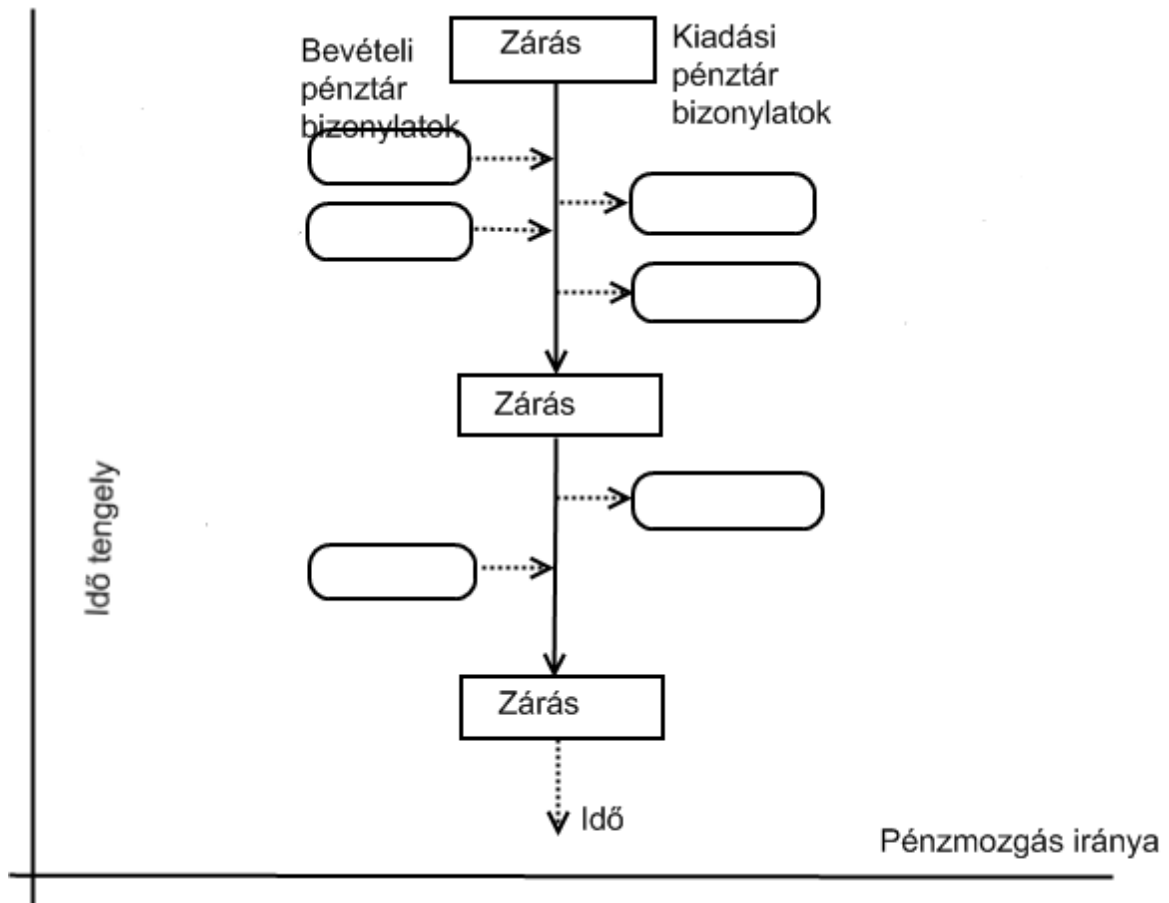 Bevételi
pénztár
bizonylatok
Zárás
Kiadási
pénztár
bizonylatok
Zárás
Idő tengely
Zárás
Idő
Pénzmozgás iránya